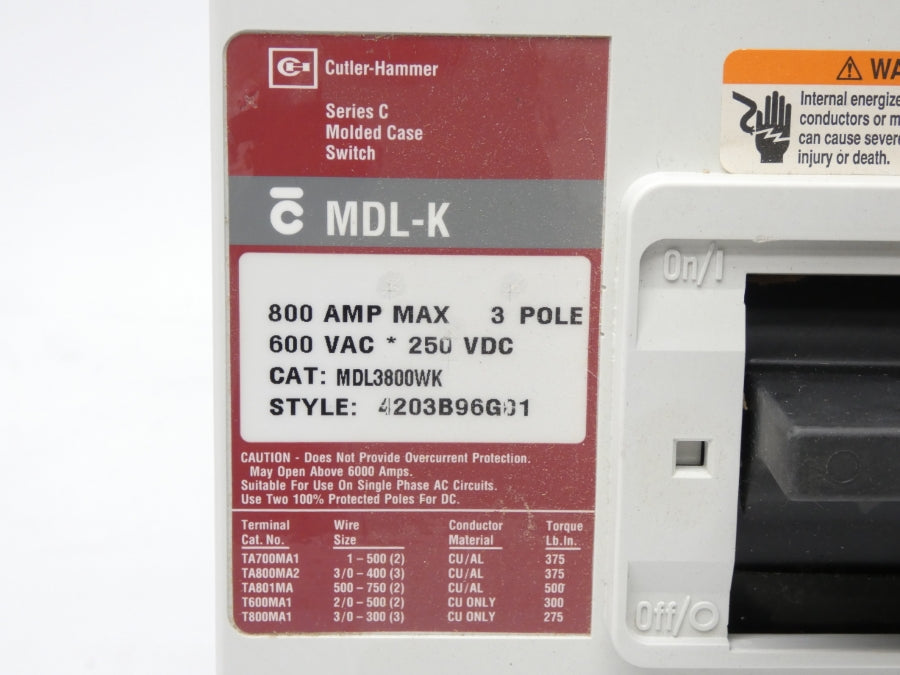 Cutler-Hammer
Series C
Molded Case
Switch
MDL-K
800 AMP MAX 3 POLE
600 VAC * 250 VDC
CAT: MDL3800WK
STYLE: 4203B96G01
CAUTION - Does Not Provide Overcurrent Protection.
May Open Above 6000 Amps.
Suitable For Use On Single Phase AC Circuits.
Use Two 100% Protected Poles For DC.
Terminal Wire Conductor Torque
Cat. No. Size Material Lb.In.
TA700MA1 1-500 (2) CU/AL 375
TA800MA2 3/0-400 (3) CU/AL 375
TA801MA 500-750 (2) CU/AL 500
T600MA1 2/0-500 (2) CU ONLY 300
T800MA1 3/0-300 (3) CU ONLY 275
WA
Internal energize
conductors or m
can cause severe
injury or death.
On/I
Off/O